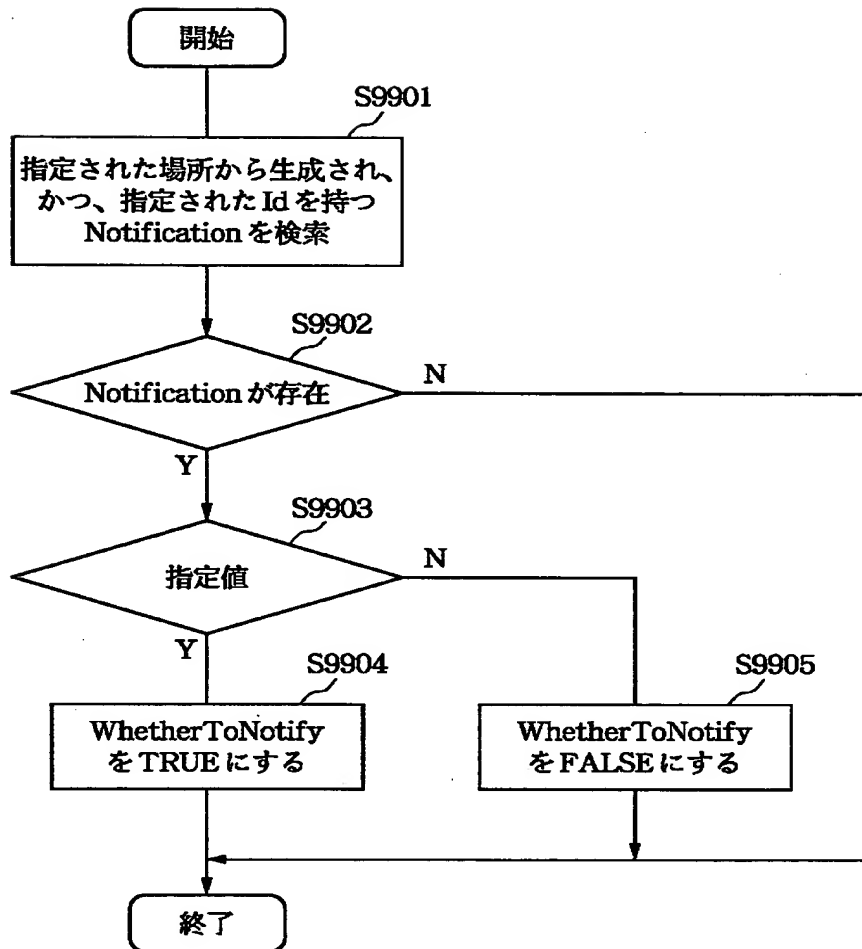 開始
S9901
指定された場所から生成され、
かつ、指定されたIdを持つ
Notificationを検索
S9902
Notificationが存在
N
Y
S9903
指定値
N
Y
S9904
WhetherToNotify
をTRUEにする
S9905
WhetherToNotify
をFALSEにする
終了